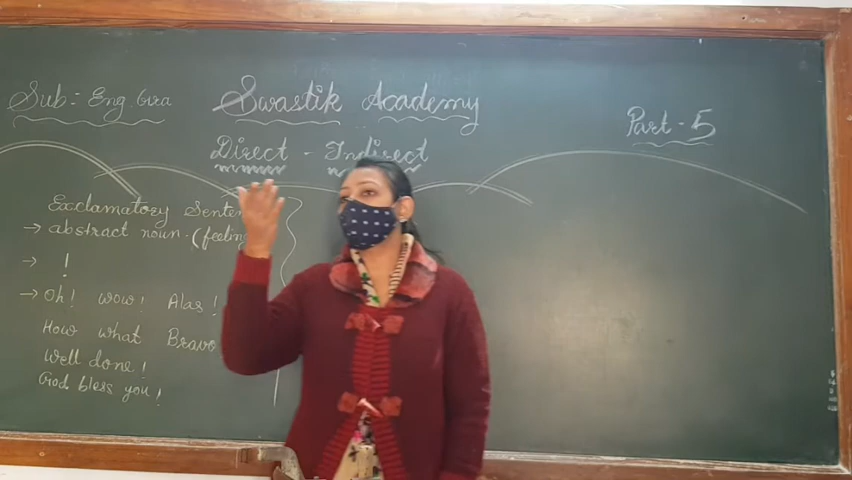 Sub:- Eng. Gra
Swastik Academy
Part - 5
Direct - Indirect
Exclamatory Senten
→ abstract noun. (feeling
→ !
→ Oh! wow! Alas!
How what Bravo
Well done!
God bless you!